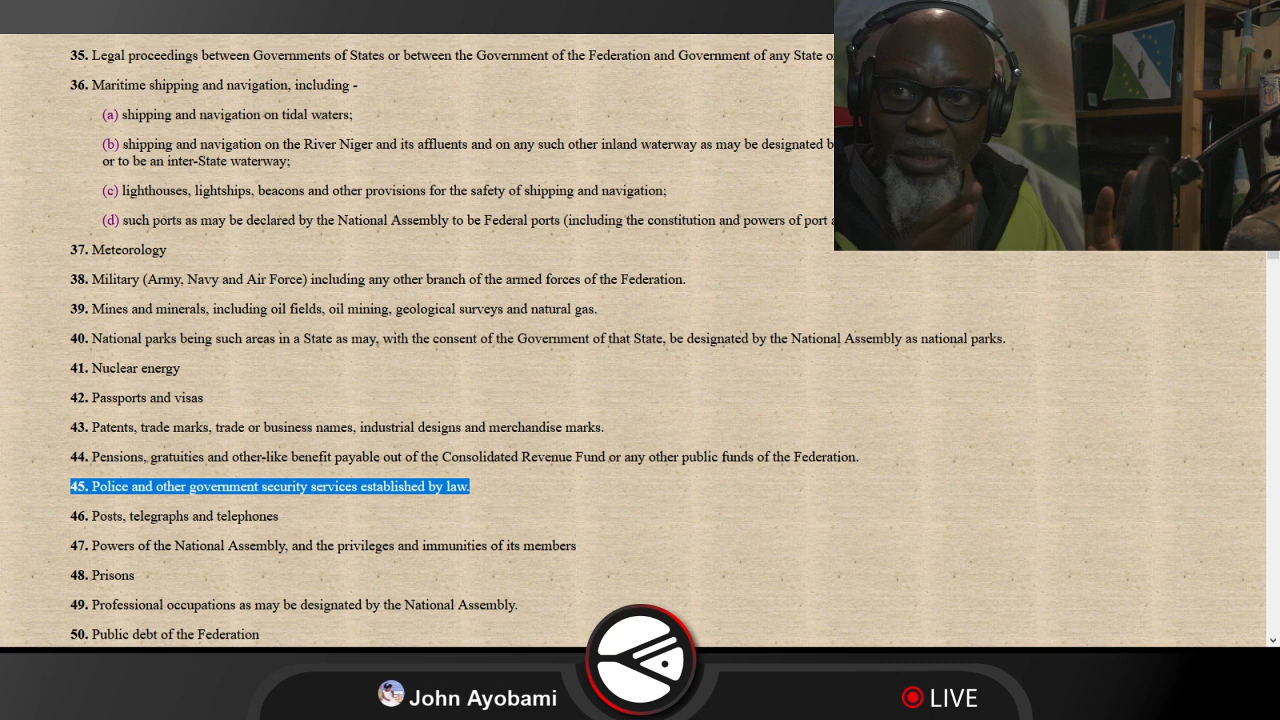 35. Legal proceedings between Governments of States or between the Government of the Federation and Government of any State
36. Maritime shipping and navigation, including -
(a) shipping and navigation on tidal waters;
(b) shipping and navigation on the River Niger and its affluents and on any such other inland waterway as may be designated
or to be an inter-State waterway;
(c) lighthouses, lightships, beacons and other provisions for the safety of shipping and navigation;
(d) such ports as may be declared by the National Assembly to be Federal ports (including the constitution and powers of port
37. Meteorology
38. Military (Army, Navy and Air Force) including any other branch of the armed forces of the Federation.
39. Mines and minerals, including oil fields, oil mining, geological surveys and natural gas.
40. National parks being such areas in a State as may, with the consent of the Government of that State, be designated by the National Assembly as national parks.
41. Nuclear energy
42. Passports and visas
43. Patents, trade marks, trade or business names, industrial designs and merchandise marks.
44. Pensions, gratuities and other-like benefit payable out of the Consolidated Revenue Fund or any other public funds of the Federation.
45. Police and other government security services established by law.
46. Posts, telegraphs and telephones
47. Powers of the National Assembly, and the privileges and immunities of its members
48. Prisons
49. Professional occupations as may be designated by the National Assembly.
50. Public debt of the Federation
John Ayobami
LIVE